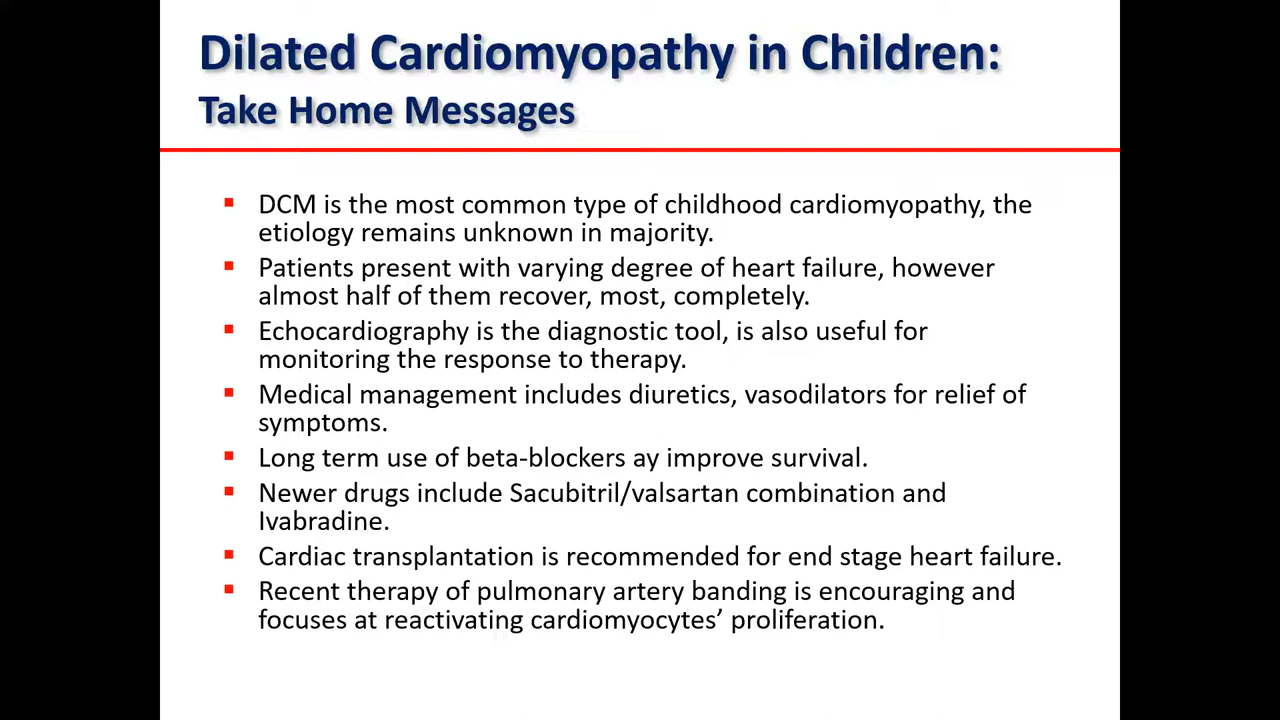 Dilated Cardiomyopathy in Children:
Take Home Messages
DCM is the most common type of childhood cardiomyopathy, the
etiology remains unknown in majority.
Patients present with varying degree of heart failure, however
almost half of them recover, most, completely.
Echocardiography is the diagnostic tool, is also useful for
monitoring the response to therapy.
Medical management includes diuretics, vasodilators for relief of
symptoms.
Long term use of beta-blockers ay improve survival.
Newer drugs include Sacubitril/valsartan combination and
Ivabradine.
Cardiac transplantation is recommended for end stage heart failure.
Recent therapy of pulmonary artery banding is encouraging and
focuses at reactivating cardiomyocytes’ proliferation.